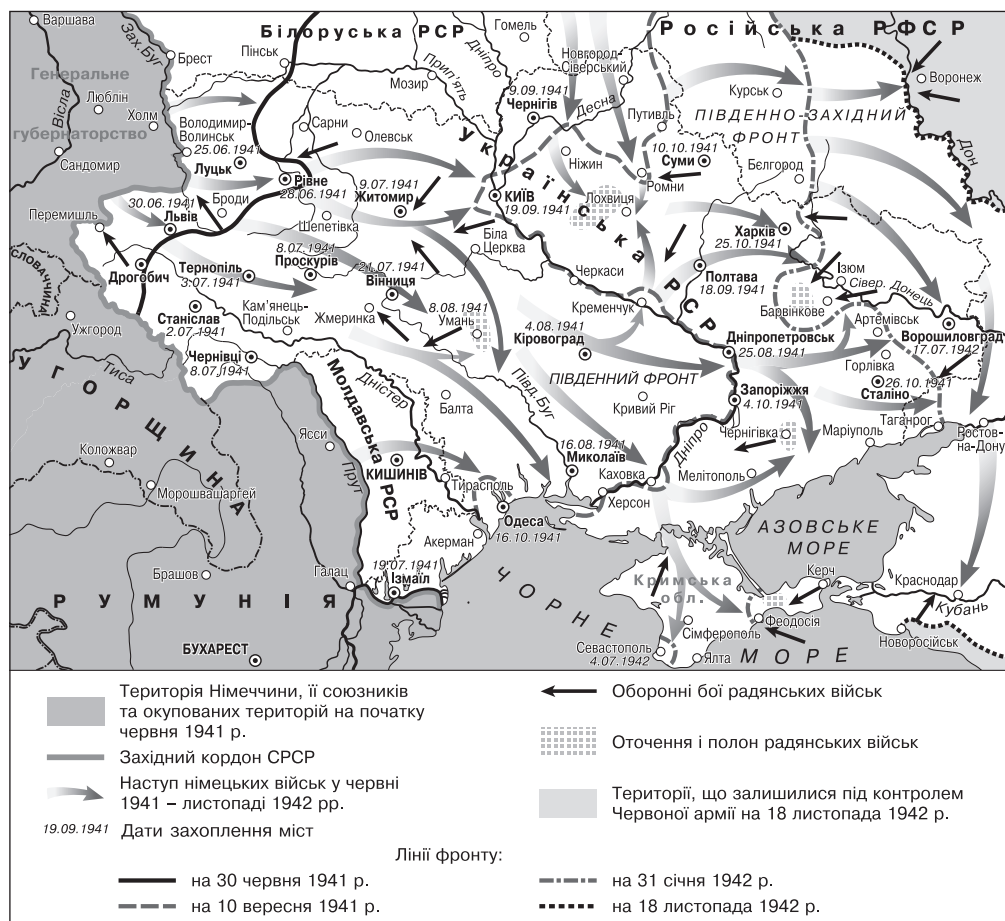 Варшава
Зах. Буг
Брест
Білоруська РСР
Пінськ
Гомель
Дніпро
Прип'ять
Мозир
Новгород-
Сіверський
Російська РФСР
Воронеж
Генеральне
губернаторство
Вісла
Люблін
Холм
Сандомир
Володимир-
Волинськ
25.06.1941
Луцьк
Сарни
Олевськ
9.09.1941
Чернігів
Десна
Путивль
Курськ
ПІВДЕННО-ЗАХІДНИЙ
ФРОНТ
Дон
Українська РСР
Рівне
28.06.1941
9.07.1941
Житомир
КИЇВ
19.09.1941
Ніжин
10.10.1941
Суми
Ромни
Лохвиця
Бєлгород
30.06.1941
Львів
Броди
Перемишль
Шепетівка
Біла
Церква
Харків
25.10.1941
Дрогобич
Тернопіль
3.07.1941
8.07.1941
Проскурів
21.07.1941
Вінниця
Черкаси
Полтава
18.09.1941
Ізюм
Сівер. Донець
Барвінкове
СЛОВАЧЧИНА
Ужгород
Станіслав
2.07.1941
Кам'янець-
Подільськ
Жмеринка
8.08.1941
Умань
Кременчук
4.08.1941
Кіровоград
Дніпропетровськ
25.08.1941
Артемівськ
Ворошиловград
17.07.1942
Горлівка
26.10.1941
Сталіно
УГОРЩИНА
Тиса
Чернівці
8.07.1941
Молдавська РСР
Дністер
Півд. Буг
ПІВДЕННИЙ ФРОНТ
Балта
Кривий Ріг
Запоріжжя
4.10.1941
Таганрог
Коложвар
Ясси
Прут
Чернігівка
Маріуполь
Ростов-
на-Дону
Морошвашаргей
КИШИНІВ
Тирасполь
16.08.1941
Миколаїв
Каховка
Дніпро
Мелітополь
Херсон
Одеса
16.10.1941
Акерман
АЗОВСЬКЕ
МОРЕ
Брашов
Галац
19.07.1941
Ізмаїл
Кримська
обл.
Керч
Краснодар
Кубань
РУМУНІЯ
ЧОРНЕ МОРЕ
Феодосія
Сімферополь
Новоросійськ
БУХАРЕСТ
Севастополь
4.07.1942
Ялта
Територія Німеччини, її союзників
та окупованих територій на початку
червня 1941 р.
Західний кордон СРСР
Наступ німецьких військ у червні
1941 – листопаді 1942 рр.
19.09.1941 Дати захоплення міст
Оборонні бої радянських військ
Оточення і полон радянських військ
Території, що залишилися під контролем
Червоної армії на 18 листопада 1942 р.
Лінії фронту:
на 30 червня 1941 р.
на 10 вересня 1941 р.
на 31 січня 1942 р.
на 18 листопада 1942 р.